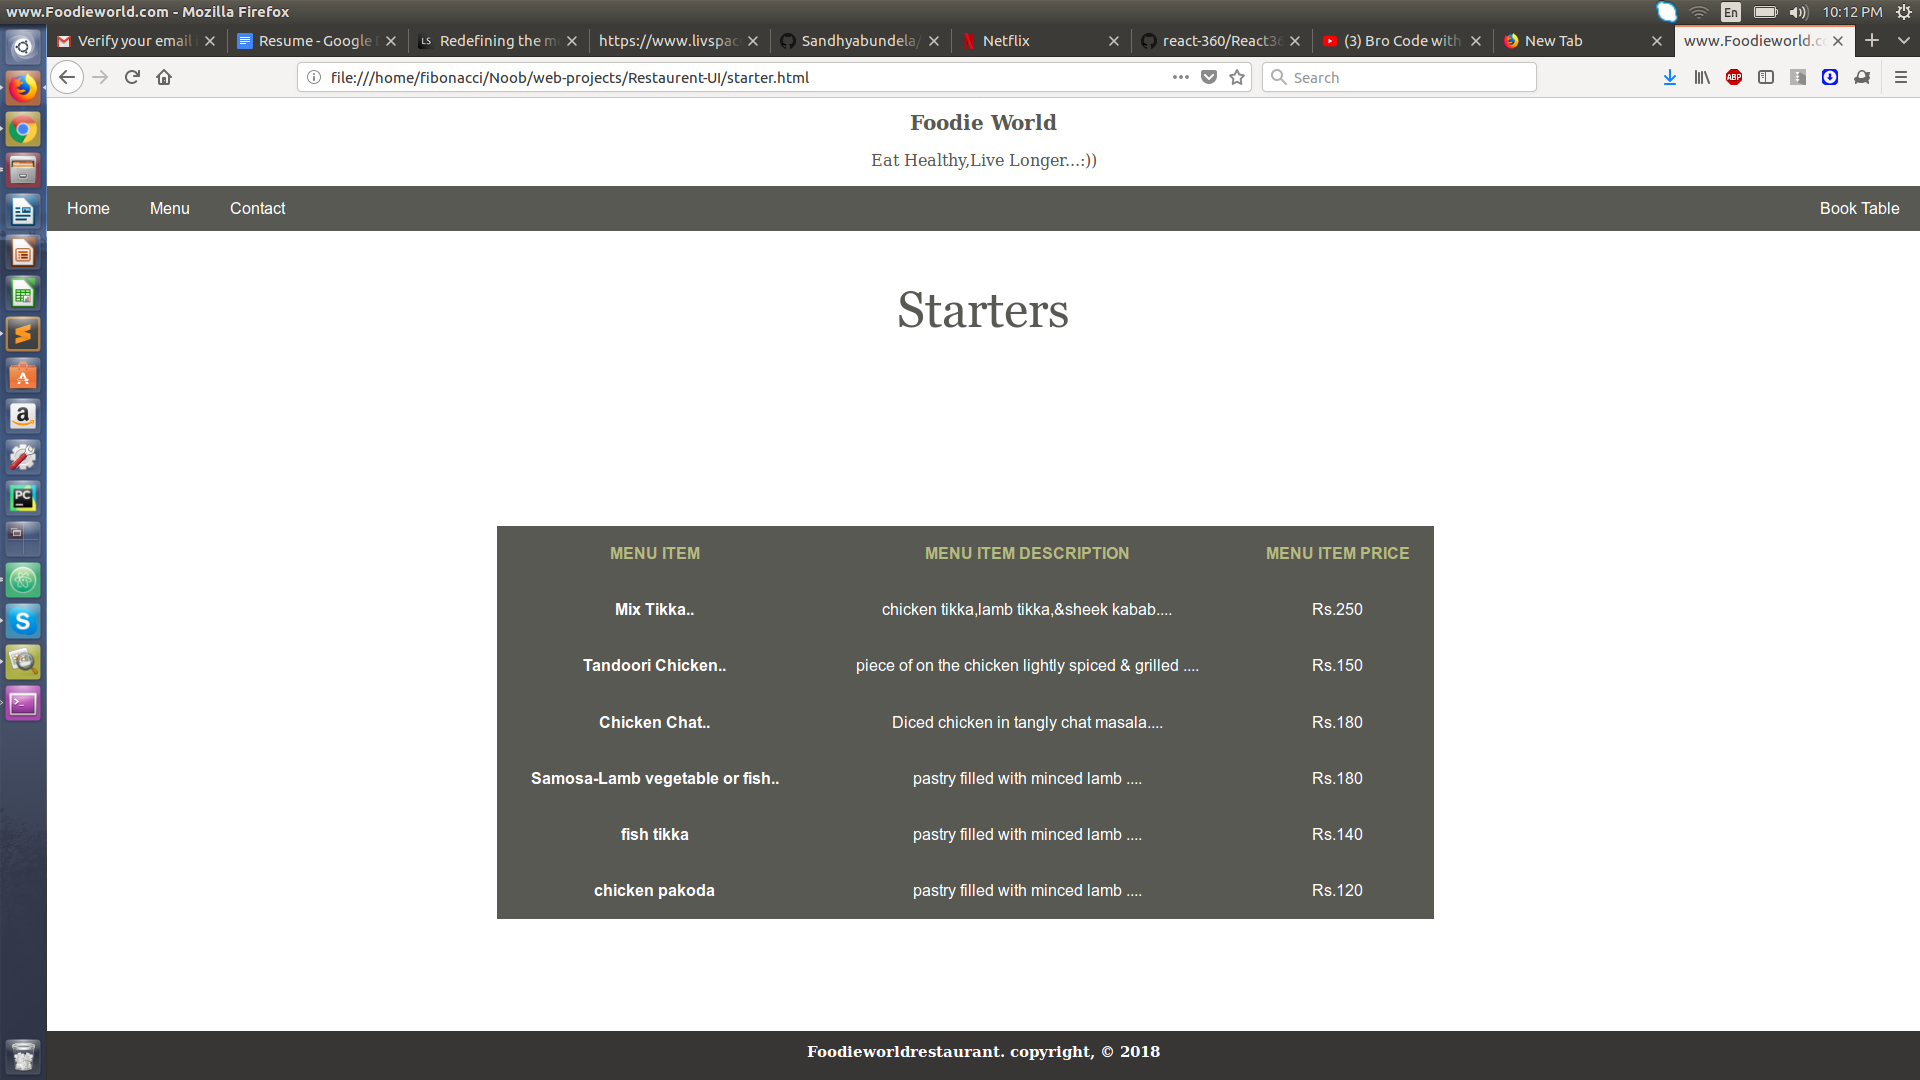 www.Foodieworld.com - Mozilla Firefox
En
10:12 PM
Verify your email
Resume - Google
LS Redefining the m
https://www.livspac
Sandhyabundela/
Netflix
react-360/React36
(3) Bro Code with
New Tab
www.Foodieworld.c
file:///home/fibonacci/Noob/web-projects/Restaurent-UI/starter.html
Search
ABP
Foodie World
Eat Healthy,Live Longer...:))
Home Menu Contact Book Table
Starters
MENU ITEM MENU ITEM DESCRIPTION MENU ITEM PRICE
Mix Tikka.. chicken tikka,lamb tikka,&sheek kabab.... Rs.250
Tandoori Chicken.. piece of on the chicken lightly spiced & grilled .... Rs.150
Chicken Chat.. Diced chicken in tangly chat masala.... Rs.180
Samosa-Lamb vegetable or fish.. pastry filled with minced lamb .... Rs.180
fish tikka pastry filled with minced lamb .... Rs.140
chicken pakoda pastry filled with minced lamb .... Rs.120
Foodieworldrestaurant. copyright, © 2018
a
PC
S